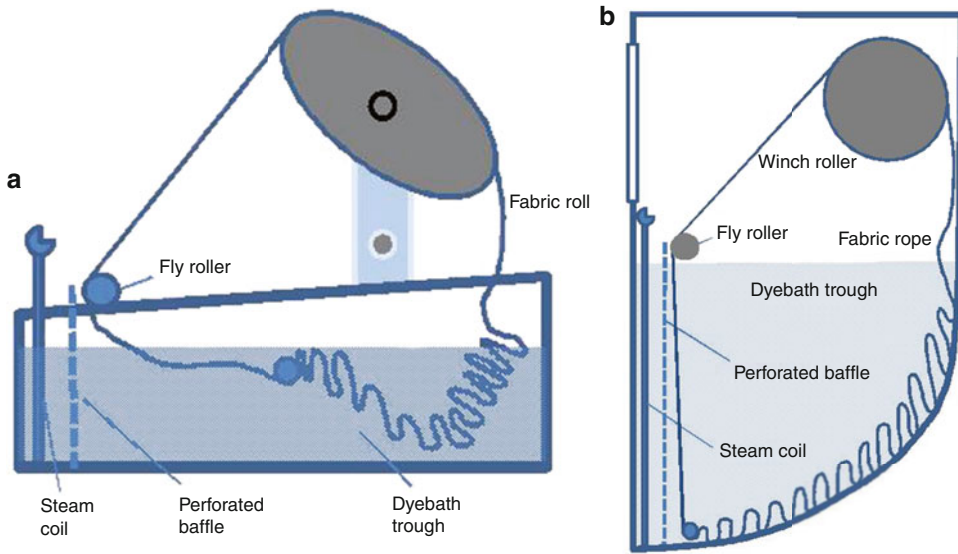 a
Fabric roll
Fly roller
Steam
coil
Perforated
baffle
Dyebath
trough
b
Winch roller
Fly roller
Fabric rope
Dyebath trough
Perforated baffle
Steam coil